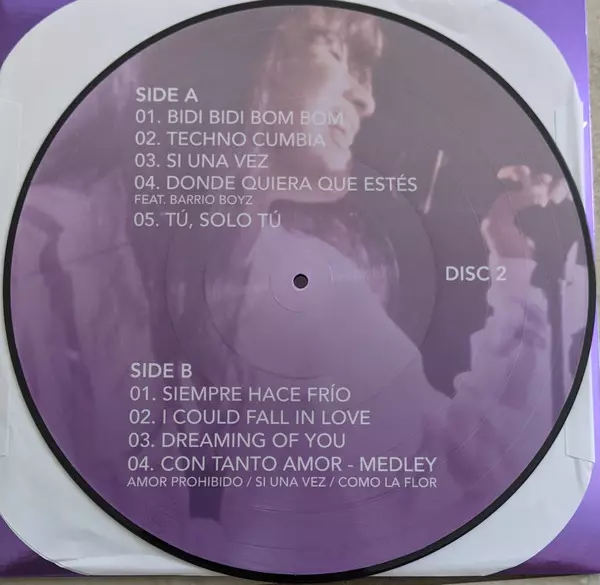 SIDE A
01. BIDI BIDI BOM BOM
02. TECHNO CUMBIA
03. SI UNA VEZ
04. DONDE QUIERA QUE ESTÉS
FEAT. BARRIO BOYZ
05. TÚ, SOLO TÚ
DISC 2
SIDE B
01. SIEMPRE HACE FRÍO
02. I COULD FALL IN LOVE
03. DREAMING OF YOU
04. CON TANTO AMOR - MEDLEY
AMOR PROHIBIDO / SI UNA VEZ / COMO LA FLOR